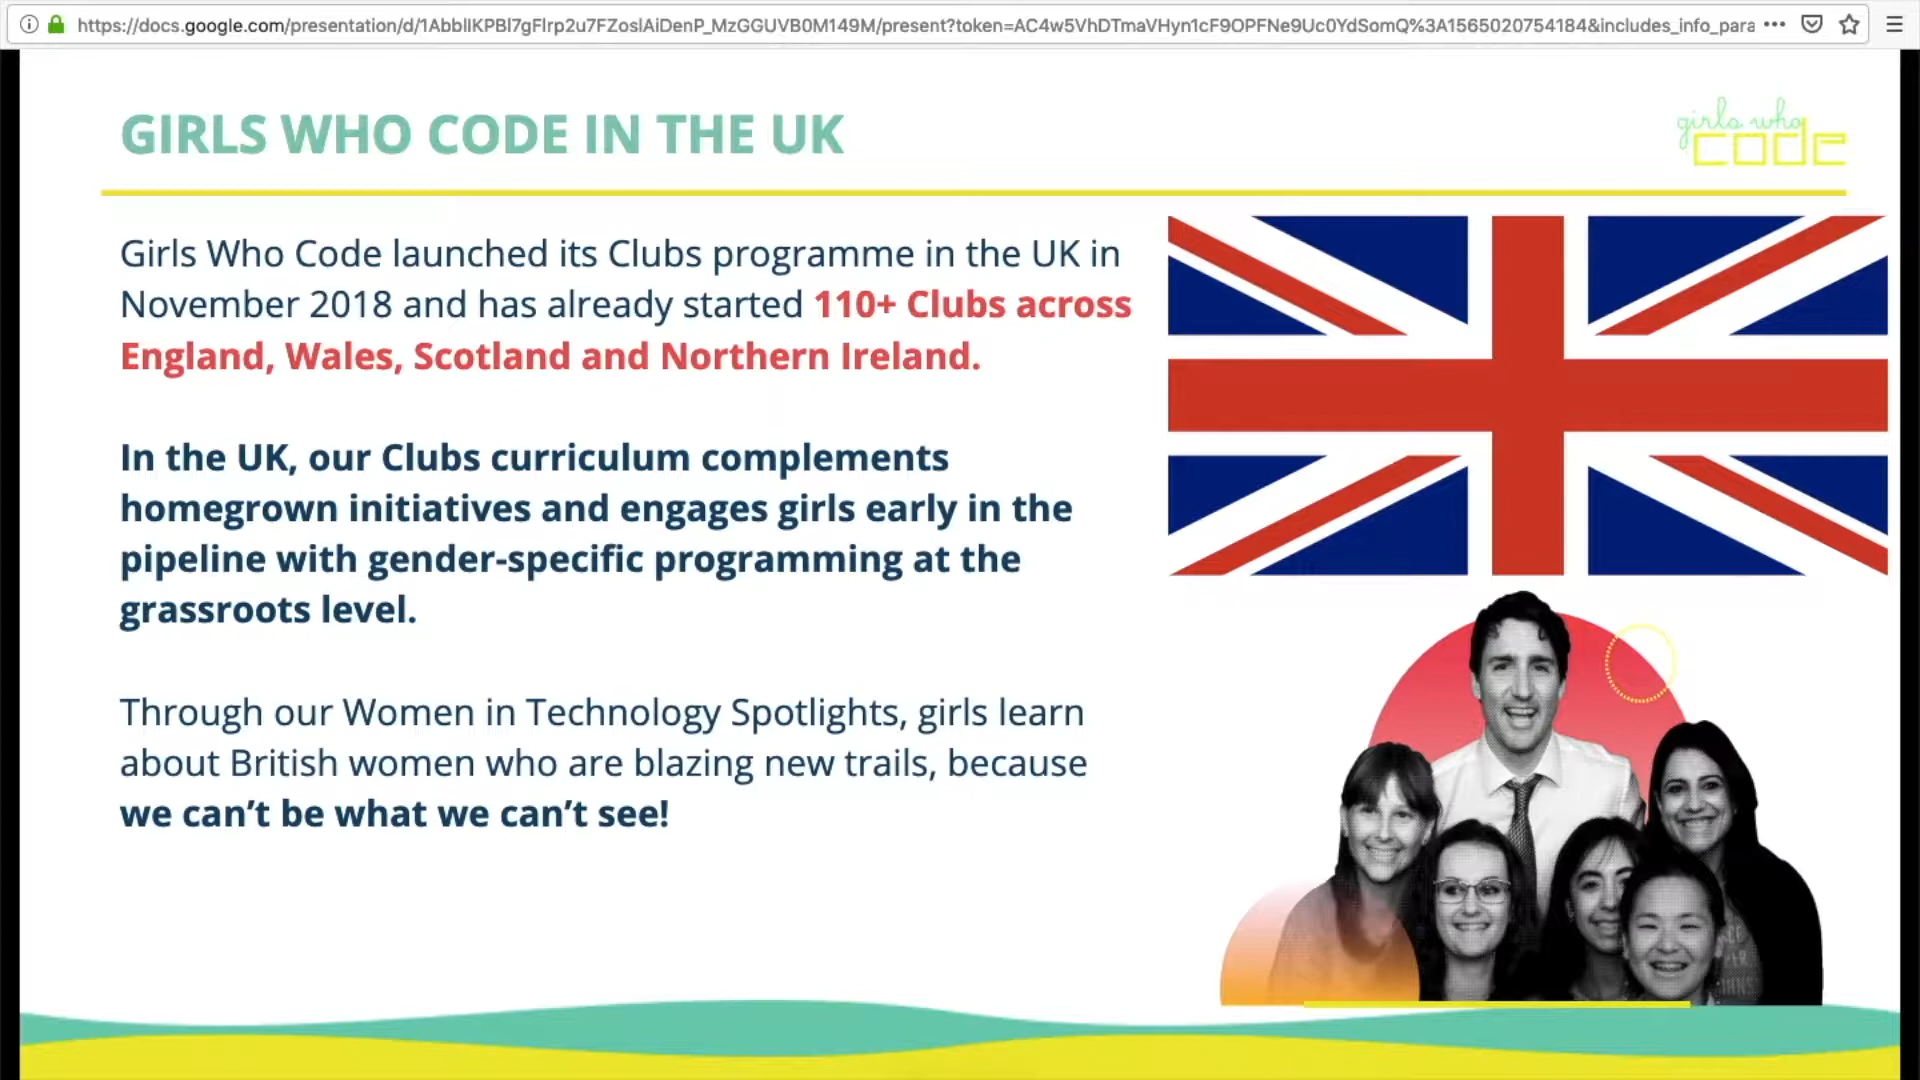 https://docs.google.com/presentation/d/1AbblIKPBl7gFlrp2u7FZoslAiDenP_MzGGUVB0M149M/present?token=AC4w5VhDTmaVHyn1cF9OPFNe9Uc0YdSomQ%3A1565020754184&includes_info_para
GIRLS WHO CODE IN THE UK
girls who
code
Girls Who Code launched its Clubs programme in the UK in
November 2018 and has already started 110+ Clubs across
England, Wales, Scotland and Northern Ireland.
In the UK, our Clubs curriculum complements
homegrown initiatives and engages girls early in the
pipeline with gender-specific programming at the
grassroots level.
Through our Women in Technology Spotlights, girls learn
about British women who are blazing new trails, because
we can't be what we can't see!